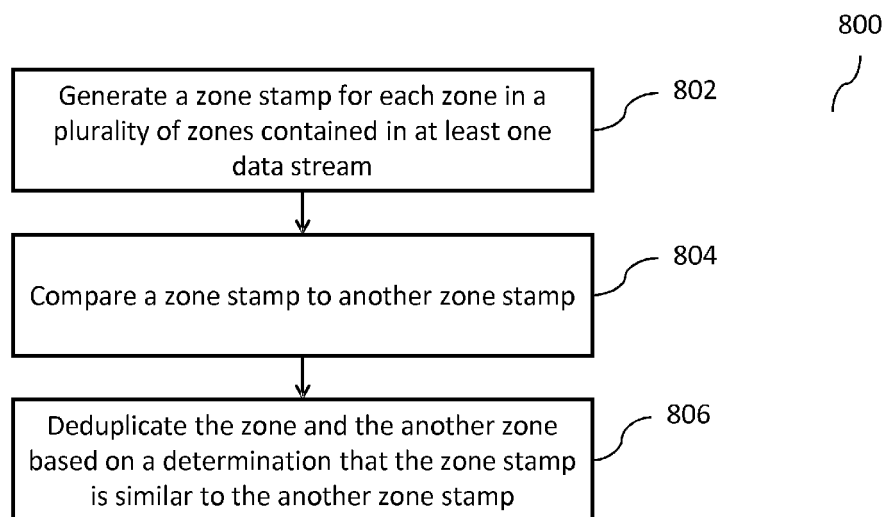 800
Generate a zone stamp for each zone in a
plurality of zones contained in at least one
data stream
802
Compare a zone stamp to another zone stamp
804
Deduplicate the zone and the another zone
based on a determination that the zone stamp
is similar to the another zone stamp
806